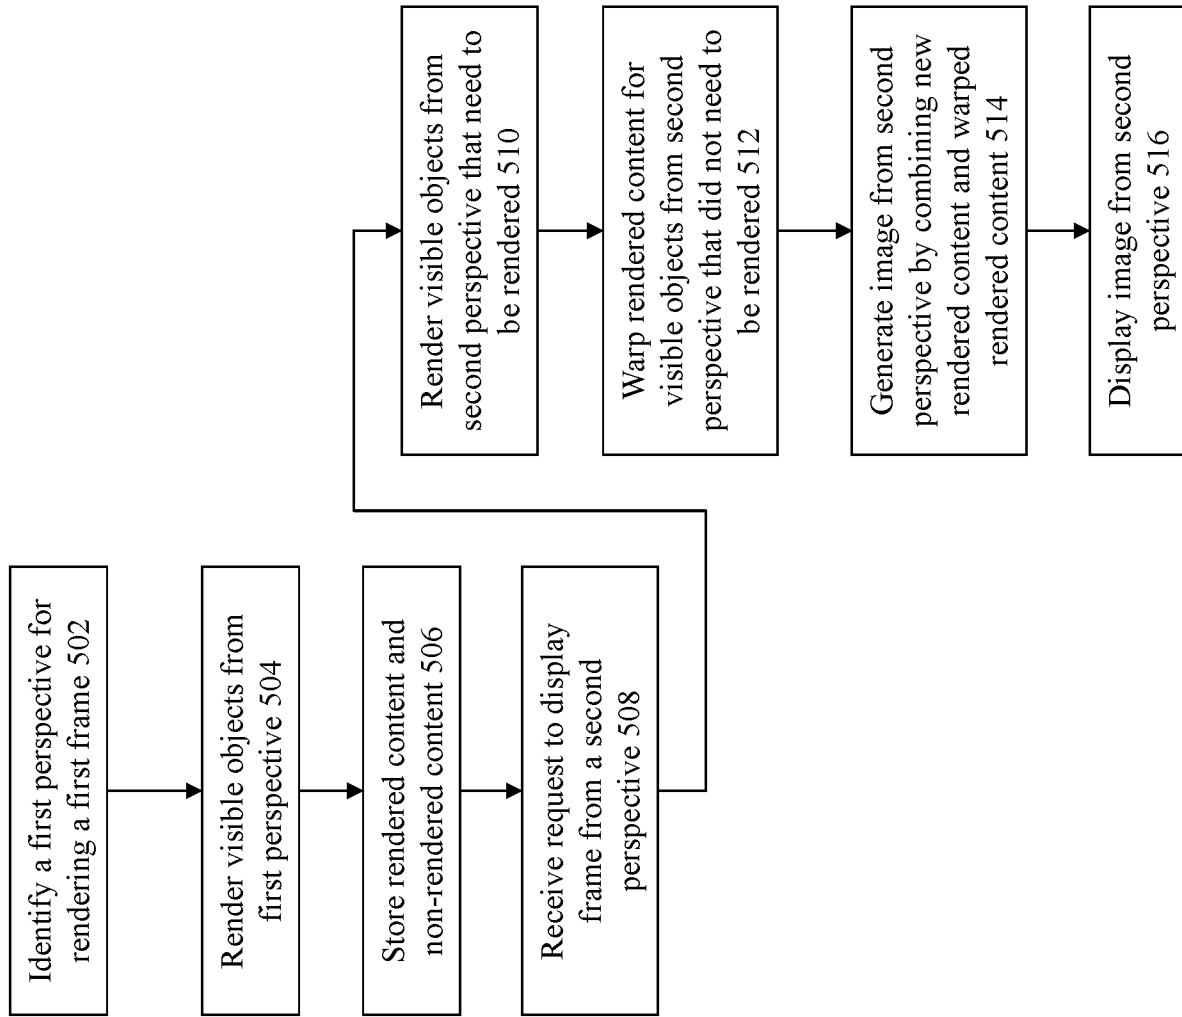 Identify a first perspective for
rendering a first frame 502
Render visible objects from
first perspective 504
Store rendered content and
non-rendered content 506
Receive request to display
frame from a second
perspective 508
Render visible objects from
second perspective that need to
be rendered 510
Warp rendered content for
visible objects from second
perspective that did not need to
be rendered 512
Generate image from second
perspective by combining new
rendered content and warped
rendered content 514
Display image from second
perspective 516